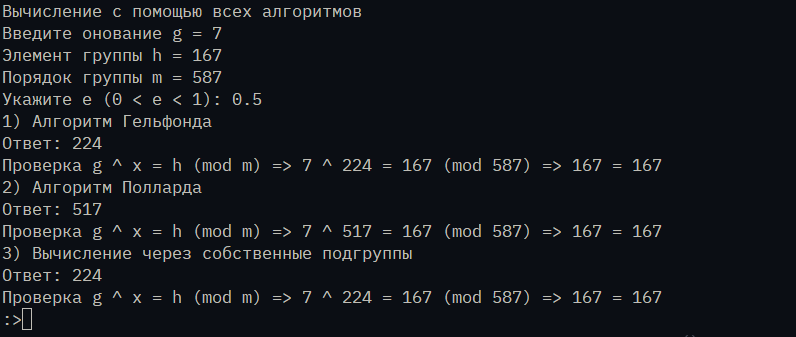 Вычисление с помощью всех алгоритмов
Введите онование g = 7
Элемент группы h = 167
Порядок группы m = 587
Укажите e (0 < e < 1): 0.5
1) Алгоритм Гельфонда
Ответ: 224
Проверка g ^ x = h (mod m) => 7 ^ 224 = 167 (mod 587) => 167 = 167
2) Алгоритм Полларда
Ответ: 517
Проверка g ^ x = h (mod m) => 7 ^ 517 = 167 (mod 587) => 167 = 167
3) Вычисление через собственные подгруппы
Ответ: 224
Проверка g ^ x = h (mod m) => 7 ^ 224 = 167 (mod 587) => 167 = 167
:>